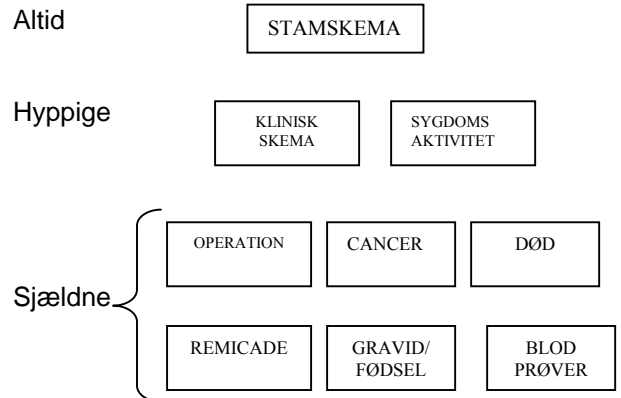 Altid
STAMSKEMA
Hyppige
KLINISK
SKEMA
SYGDOMS
AKTIVITET
Sjældne
OPERATION
CANCER
DØD
REMICADE
GRAVID/
FØDSEL
BLOD
PRØVER